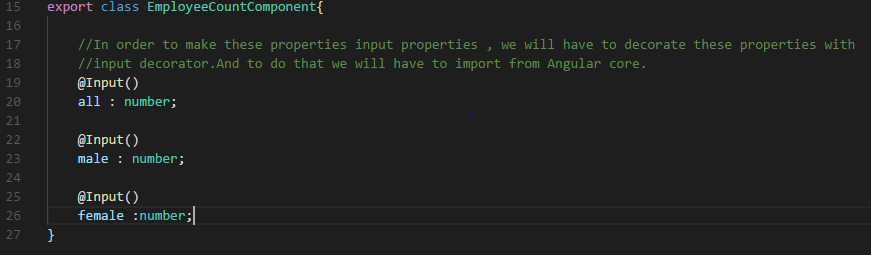 15 export class EmployeeCountComponent{
16
17 //In order to make these properties input properties , we will have to decorate these properties with
18 //input decorator.And to do that we will have to import from Angular core.
19 @Input()
20 all : number;
21
22 @Input()
23 male : number;
24
25 @Input()
26 female :number;
27 }